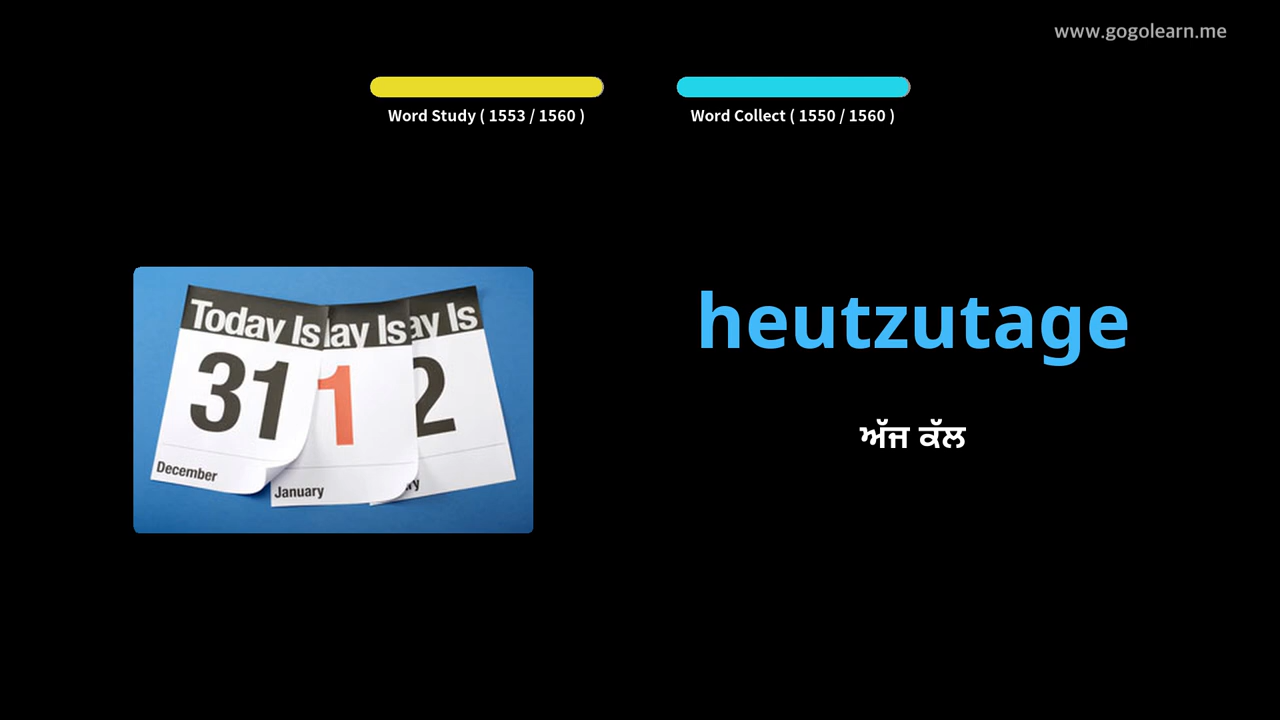 www.gogolearn.me
Word Study ( 1553 / 1560 )
Word Collect ( 1550 / 1560 )
Today Is
ay Is
ay Is
31
1
2
December
January
ry
heutzutage
ਅੱਜ ਕੱਲ